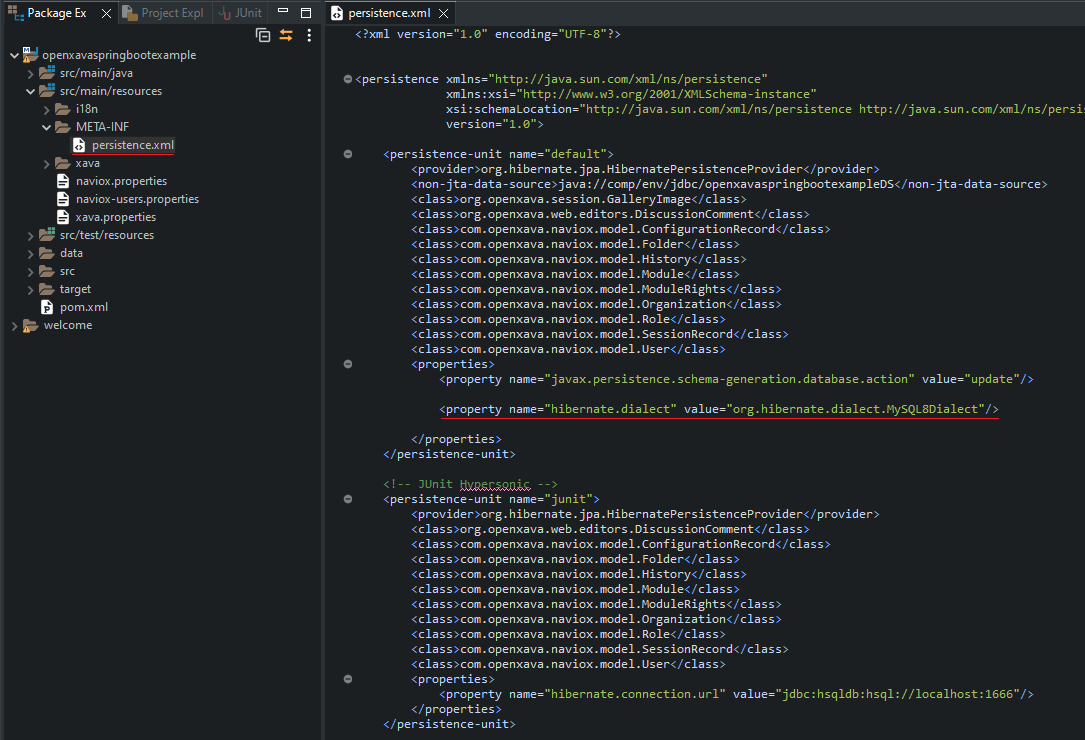 Package Ex
Project Expl
JUnit
openxavaspringbootexample
src/main/java
src/main/resources
i18n
META-INF
persistence.xml
xava
naviox.properties
naviox-users.properties
xava.properties
src/test/resources
data
src
target
pom.xml
welcome
persistence.xml
<?xml version="1.0" encoding="UTF-8"?>
<persistence xmlns="http://java.sun.com/xml/ns/persistence"
xmlns:xsi="http://www.w3.org/2001/XMLSchema-instance"
xsi:schemaLocation="http://java.sun.com/xml/ns/persistence http://java.sun.com/xml/ns/persis
version="1.0">
<persistence-unit name="default">
<provider>org.hibernate.jpa.HibernatePersistenceProvider</provider>
<non-jta-data-source>java://comp/env/jdbc/openxavaspringbootexampleDS</non-jta-data-source>
<class>org.openxava.session.GalleryImage</class>
<class>org.openxava.web.editors.DiscussionComment</class>
<class>com.openxava.naviox.model.ConfigurationRecord</class>
<class>com.openxava.naviox.model.Folder</class>
<class>com.openxava.naviox.model.History</class>
<class>com.openxava.naviox.model.Module</class>
<class>com.openxava.naviox.model.ModuleRights</class>
<class>com.openxava.naviox.model.Organization</class>
<class>com.openxava.naviox.model.Role</class>
<class>com.openxava.naviox.model.SessionRecord</class>
<class>com.openxava.naviox.model.User</class>
<properties>
<property name="javax.persistence.schema-generation.database.action" value="update"/>
<property name="hibernate.dialect" value="org.hibernate.dialect.MySQL8Dialect"/>
</properties>
</persistence-unit>
<!-- JUnit Hypersonic -->
<persistence-unit name="junit">
<provider>org.hibernate.jpa.HibernatePersistenceProvider</provider>
<class>org.openxava.web.editors.DiscussionComment</class>
<class>com.openxava.naviox.model.ConfigurationRecord</class>
<class>com.openxava.naviox.model.Folder</class>
<class>com.openxava.naviox.model.History</class>
<class>com.openxava.naviox.model.Module</class>
<class>com.openxava.naviox.model.ModuleRights</class>
<class>com.openxava.naviox.model.Organization</class>
<class>com.openxava.naviox.model.Role</class>
<class>com.openxava.naviox.model.SessionRecord</class>
<class>com.openxava.naviox.model.User</class>
<properties>
<property name="hibernate.connection.url" value="jdbc:hsqldb:hsql://localhost:1666"/>
</properties>
</persistence-unit>